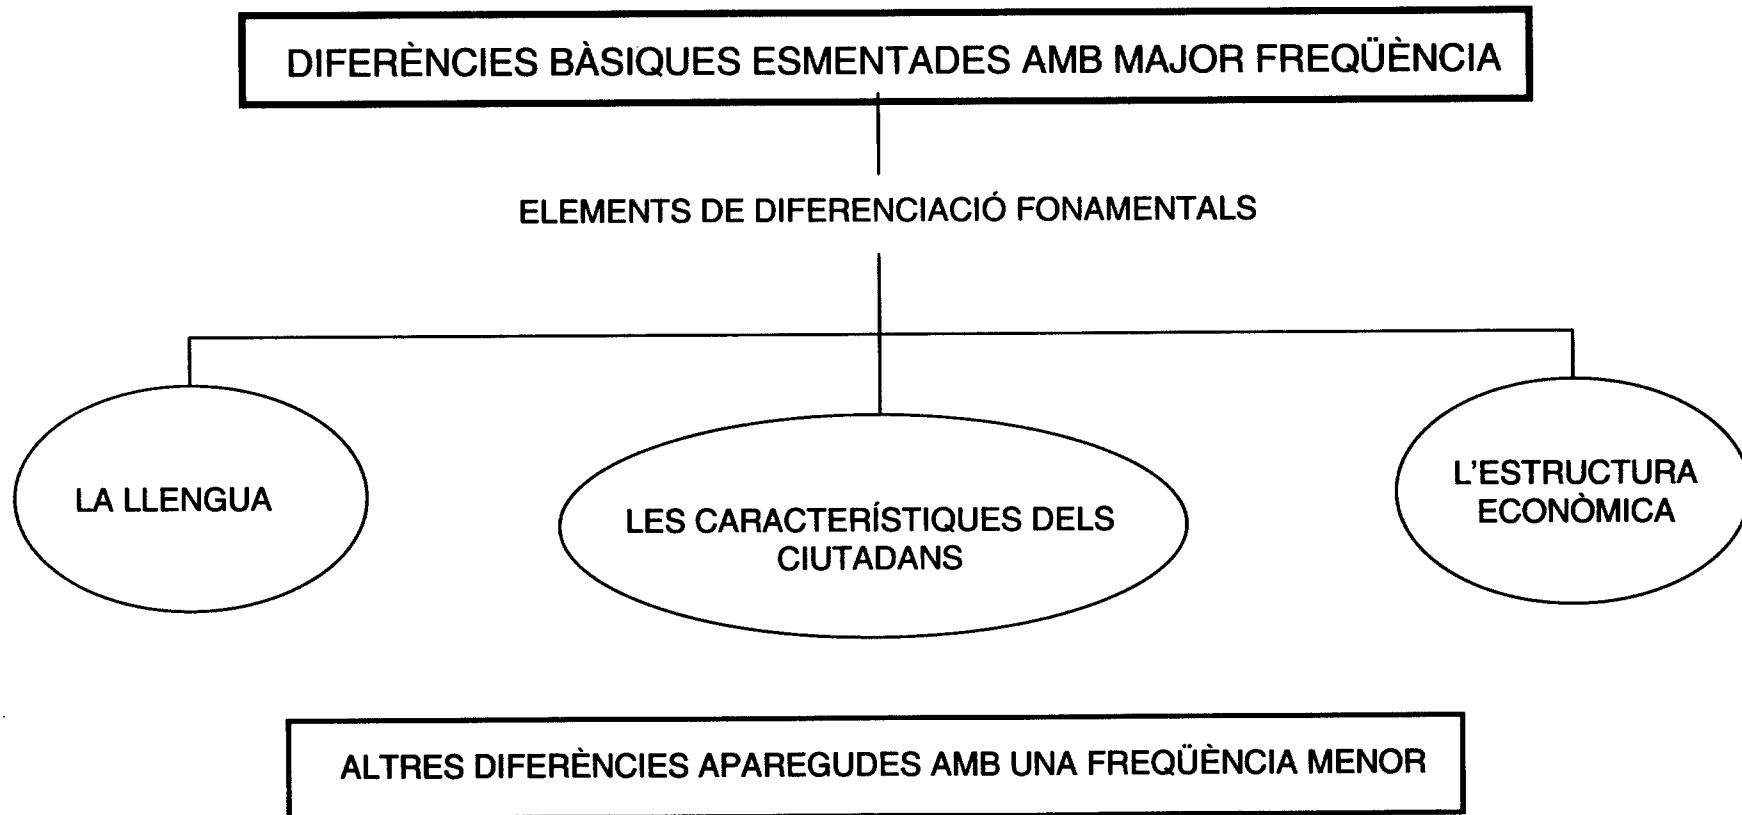 DIFERÈNCIES BÀSIQUES ESMENTADES AMB MAJOR FREQÜÈNCIA
ELEMENTS DE DIFERENCIACIÓ FONAMENTALS
LA LLENGUA
LES CARACTERÍSTIQUES DELS
CIUTADANS
L'ESTRUCTURA
ECONÒMICA
ALTRES DIFERÈNCIES APAREGUDES AMB UNA FREQÜÈNCIA MENOR